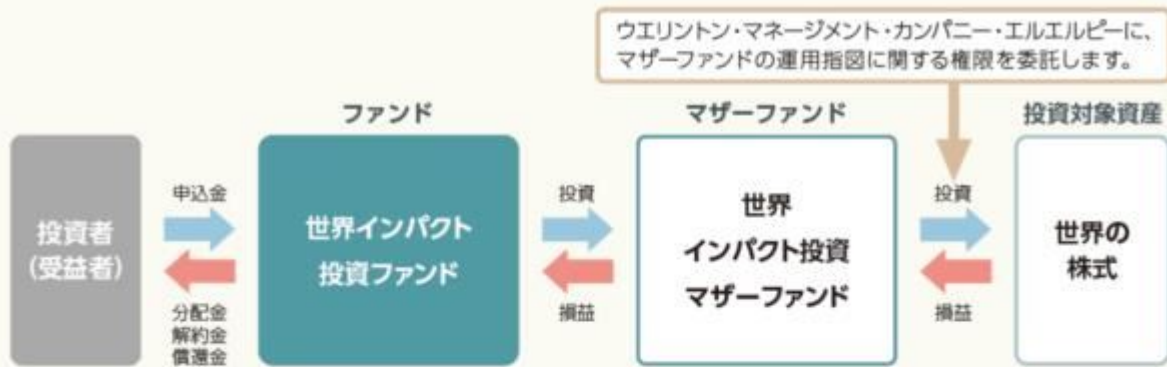 ウエリントン・マネージメント・カンパニー・エルエルピーに、
マザーファンドの運用指図に関する権限を委託します。
ファンド
マザーファンド
投資対象資産
投資者
(受益者)
申込金
分配金
解約金
償還金
世界インパクト
投資ファンド
投資
損益
世界
インパクト投資
マザーファンド
投資
損益
世界の
株式